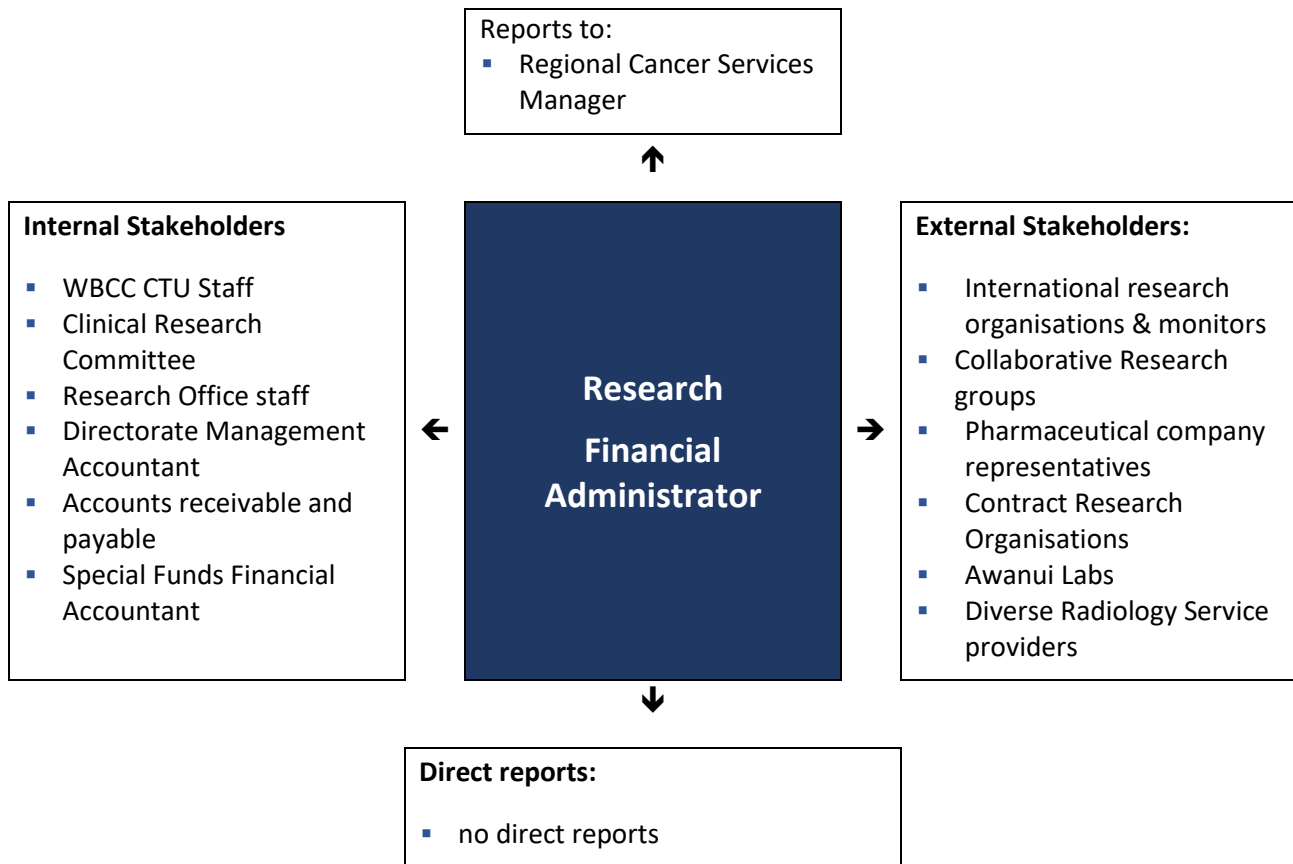 Reports to:
▪ Regional Cancer Services
Manager
🡹
Internal Stakeholders
▪ WBCC CTU Staff
▪ Clinical Research
Committee
▪ Research Office staff
▪ Directorate Management
Accountant
▪ Accounts receivable and
payable
▪ Special Funds Financial
Accountant
🡸
Research
Financial
Administrator
🡺
External Stakeholders:
▪ International research
organisations & monitors
▪ Collaborative Research
groups
▪ Pharmaceutical company
representatives
▪ Contract Research
Organisations
▪ Awanui Labs
▪ Diverse Radiology Service
providers
🡻
Direct reports:
▪ no direct reports